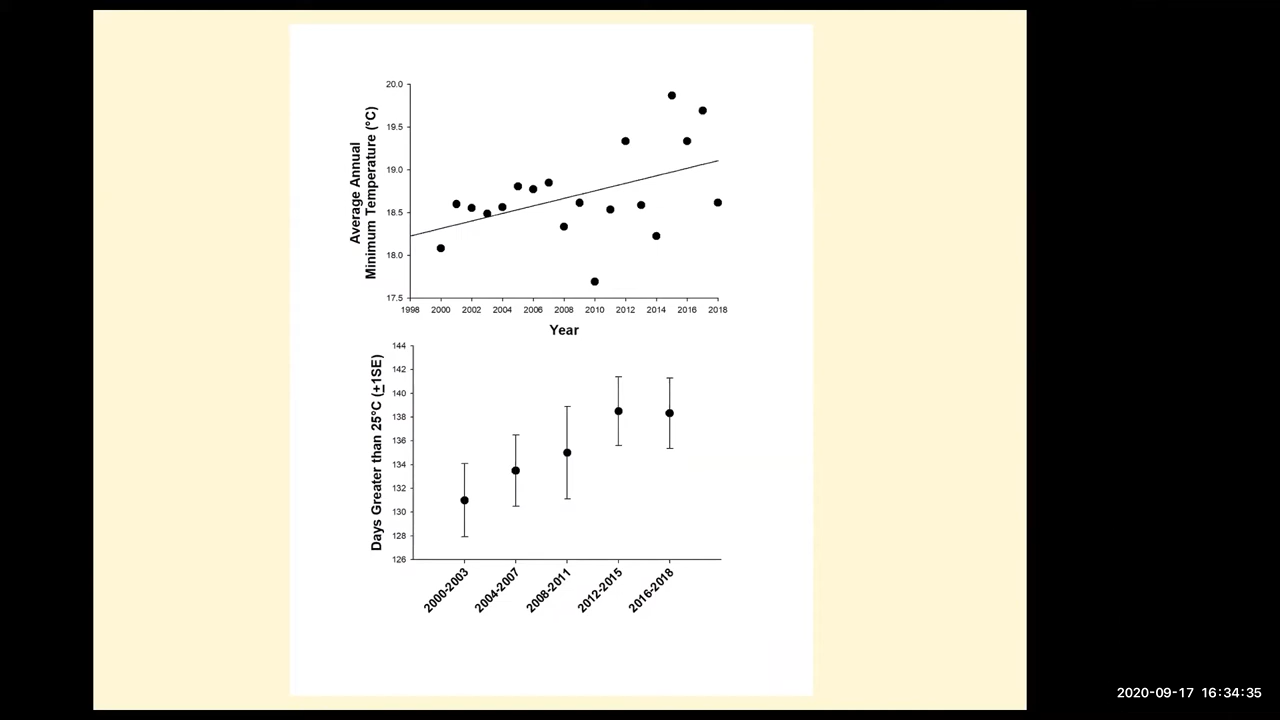 20.0
19.5
19.0
18.5
18.0
17.5
Average Annual
Minimum Temperature (°C)
1998 2000 2002 2004 2006 2008 2010 2012 2014 2016 2018
Year
144
142
140
138
136
134
132
130
128
126
Days Greater than 25°C (±1SE)
2000-2003 2004-2007 2008-2011 2012-2015 2016-2018
2020-09-17 16:34:35